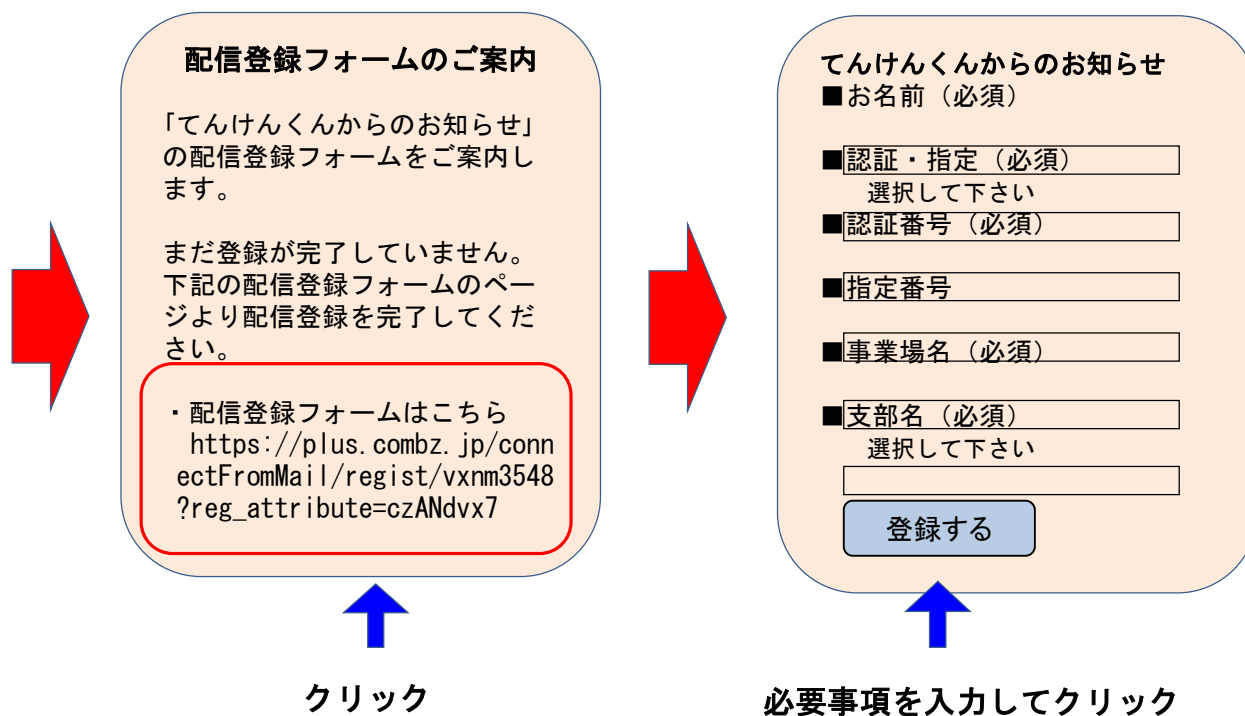 配信登録フォームのご案内
「てんけんくんからのお知らせ」
の配信登録フォームをご案内し
ます。
まだ登録が完了していません。
下記の配信登録フォームのペー
ジより配信登録を完了してくだ
さい。
・配信登録フォームはこちら
https://plus.combz.jp/conn
ectFromMail/regist/vxnm3548
?reg_attribute=czANdvx7
クリック
てんけんくんからのお知らせ
■お名前（必須）
■認証・指定（必須）
選択して下さい
■認証番号（必須）
■指定番号
■事業場名（必須）
■支部名（必須）
選択して下さい
登録する
必要事項を入力してクリック